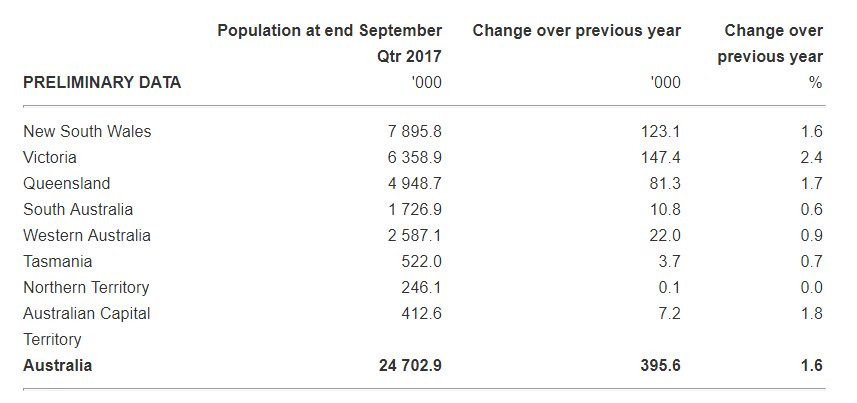 Population at end September Change over previous year Change over
Qtr 2017 previous year
PRELIMINARY DATA '000 '000 %
New South Wales 7 895.8 123.1 1.6
Victoria 6 358.9 147.4 2.4
Queensland 4 948.7 81.3 1.7
South Australia 1 726.9 10.8 0.6
Western Australia 2 587.1 22.0 0.9
Tasmania 522.0 3.7 0.7
Northern Territory 246.1 0.1 0.0
Australian Capital 412.6 7.2 1.8
Territory
Australia 24 702.9 395.6 1.6